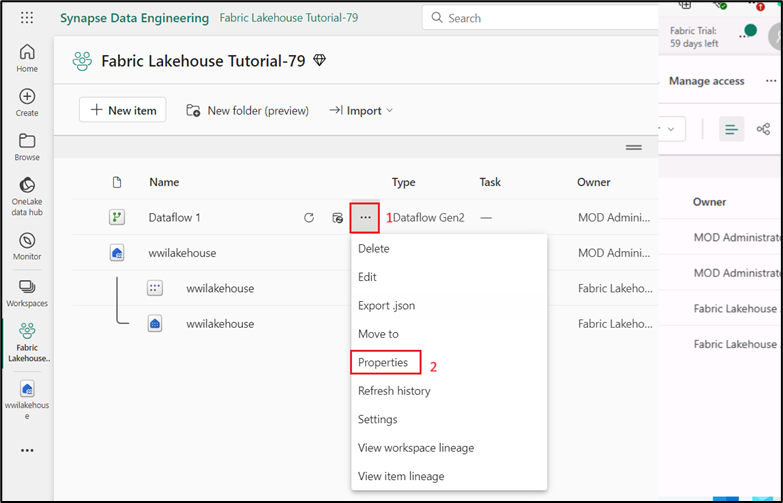 Synapse Data Engineering Fabric Lakehouse Tutorial-79
Search
Fabric Trial:
59 days left
Home
Create
Browse
OneLake
data hub
Monitor
Workspaces
Fabric
Lakehouse..
wwilakehous
e
Fabric Lakehouse Tutorial-79
Manage access
New item New folder (preview) Import
Name Type Task Owner
Owner
Dataflow 1 1 Dataflow Gen2 — MOD Admini...
MOD Administrat
wwilakehouse MOD Admini...
MOD Administrat
wwilakehouse Fabric Lakeho...
Fabric Lakehouse
wwilakehouse Fabric Lakeho...
Fabric Lakehouse
Delete
Edit
Export .json
Move to
Properties 2
Refresh history
Settings
View workspace lineage
View item lineage